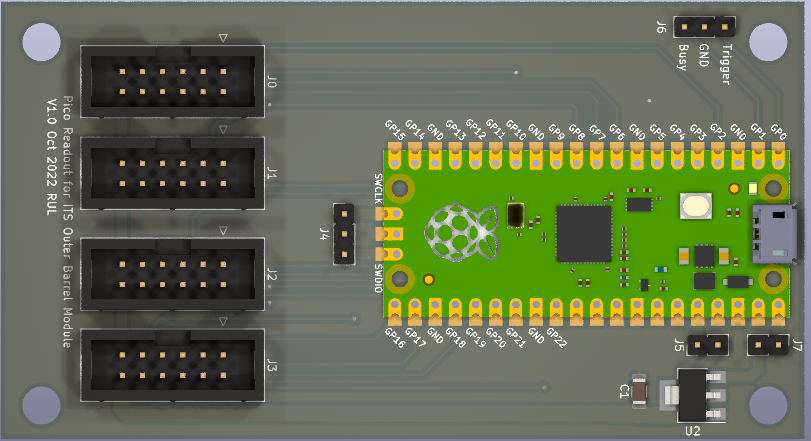 J6
Busy
GND
Trigger
J0
J1
J2
J3
Pico Readout for ITS Outer Barrel Module
V1.0 Oct 2022 RUL
GP15
GP14
GND
GP13
GP12
GP11
GP10
GND
GP9
GP8
GP7
GP6
GND
GP5
GP4
GP3
GP2
GND
GP1
GP0
SWCLK
J4
SWDIO
GP16
GP17
GND
GP18
GP19
GP20
GP21
GND
GP22
J5
J7
C1
U2